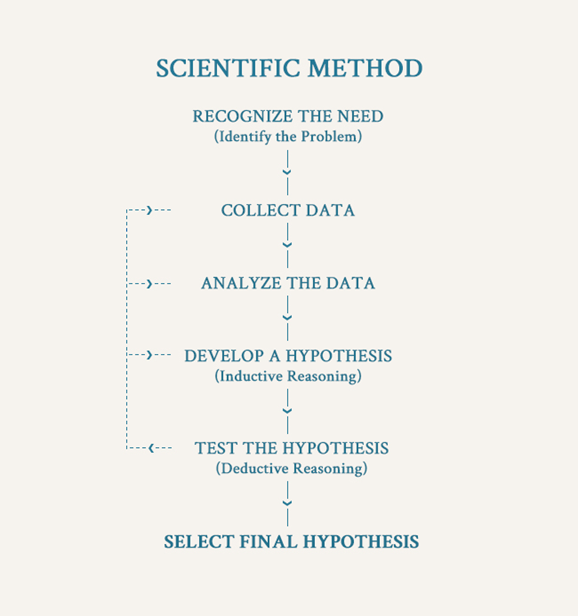 SCIENTIFIC METHOD
RECOGNIZE THE NEED
(Identify the Problem)
COLLECT DATA
ANALYZE THE DATA
DEVELOP A HYPOTHESIS
(Inductive Reasoning)
TEST THE HYPOTHESIS
(Deductive Reasoning)
SELECT FINAL HYPOTHESIS